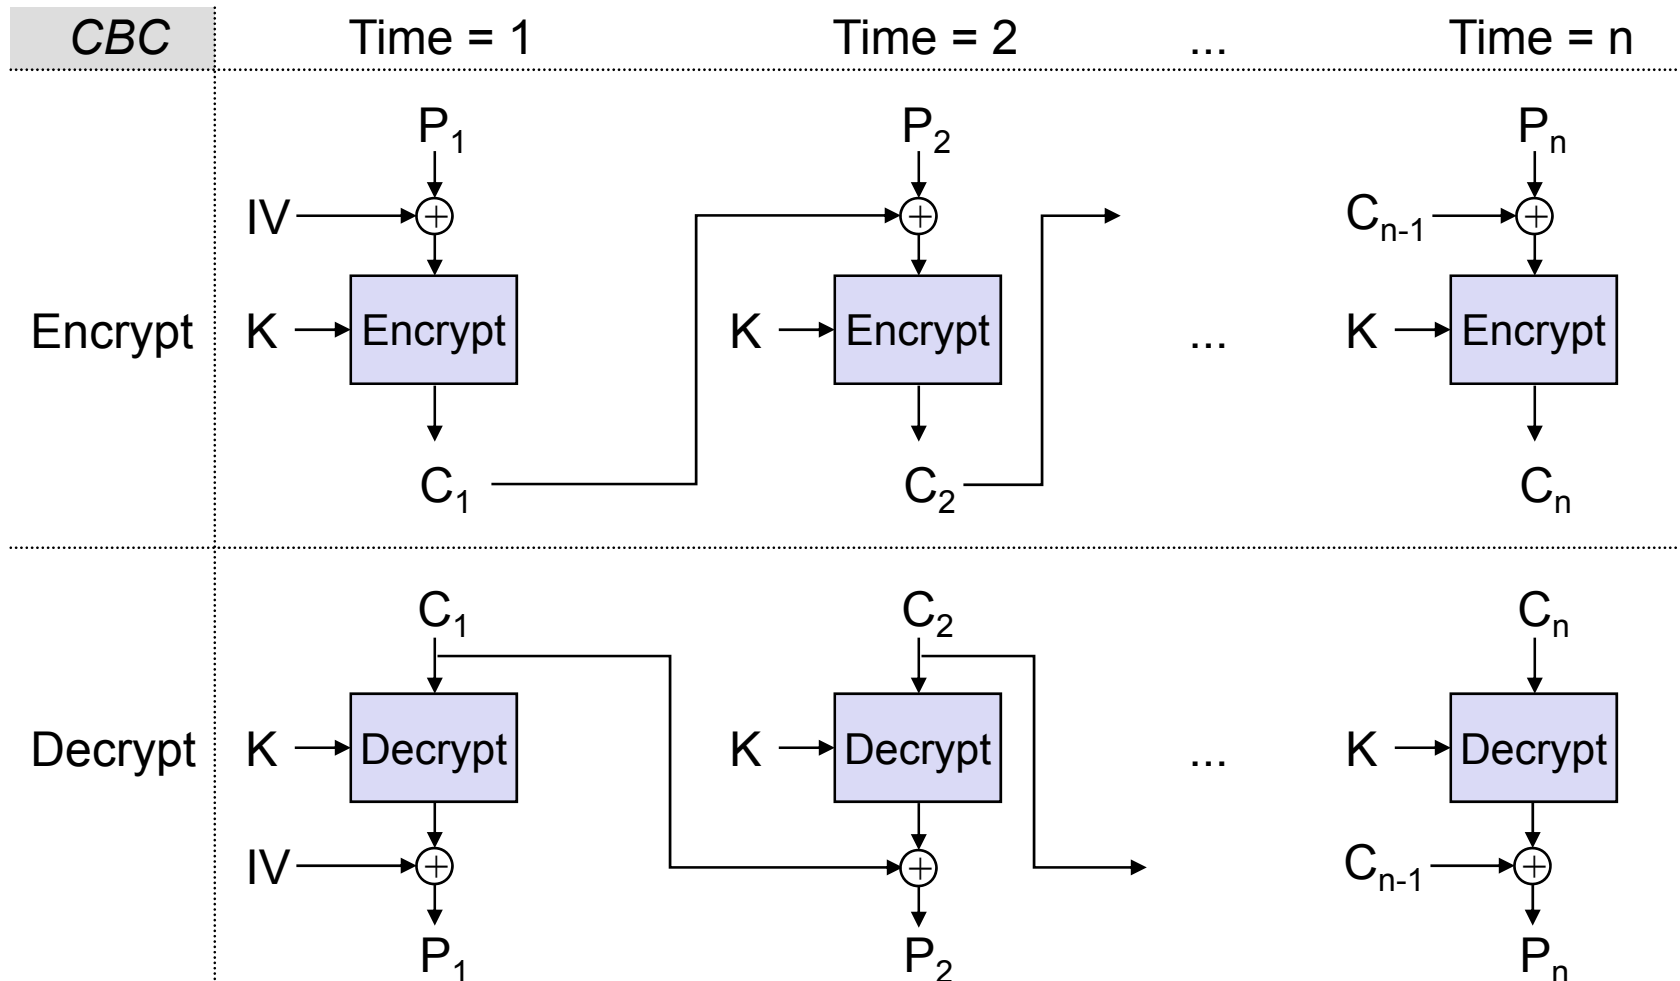 CBC Time = 1 Time = 2 ... Time = n
P₁ P₂ Pₙ
IV Cₙ₋₁
Encrypt K Encrypt K Encrypt ... K Encrypt
C₁ C₂ Cₙ
C₁ C₂ Cₙ
Decrypt K Decrypt K Decrypt ... K Decrypt
IV Cₙ₋₁
P₁ P₂ Pₙ